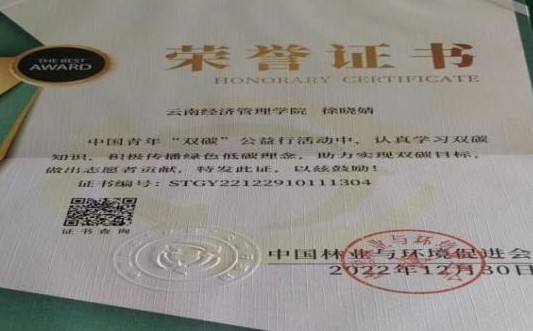 THE BEST
AWARD
荣誉证书
HONORARY CERTIFICATE
云南经济管理学院 徐晓婧
中国青年“双碳”公益行活动中，认真学习双碳
知识，积极传播绿色低碳理念，助力实现双碳目标，
做出志愿者贡献，特发此证，以兹鼓励！
证书编号：STGY22122910111304
证书查询
中国林业与环境促进会
2022年12月30日